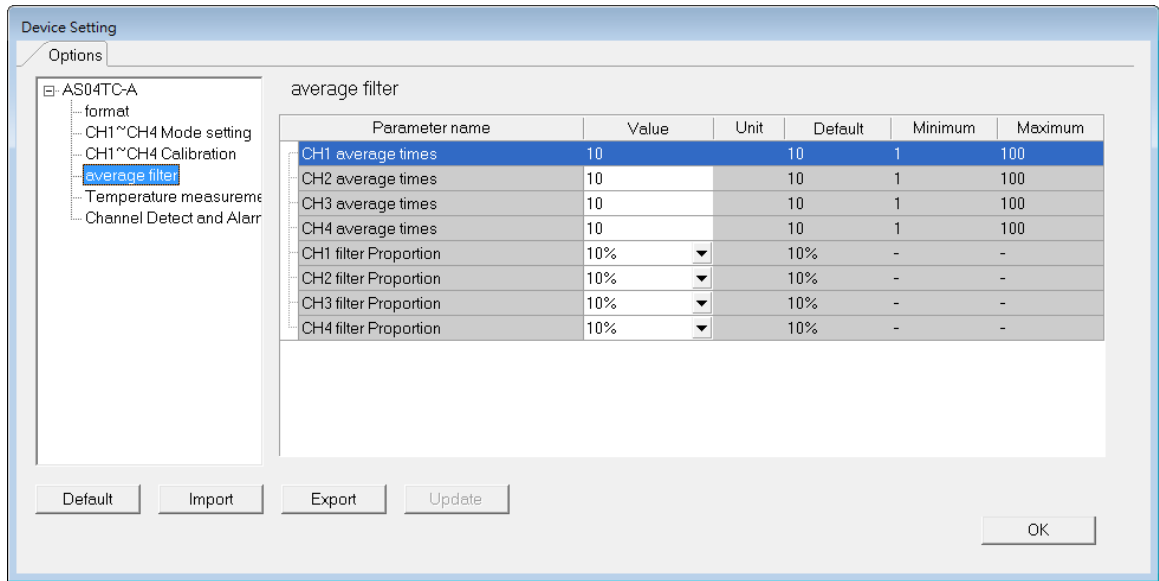 Device Setting
Options
AS04TC-A
format
CH1~CH4 Mode setting
CH1~CH4 Calibration
average filter
Temperature measureme
Channel Detect and Alarr
average filter
Parameter name Value Unit Default Minimum Maximum
CH1 average times 10 10 1 100
CH2 average times 10 10 1 100
CH3 average times 10 10 1 100
CH4 average times 10 10 1 100
CH1 filter Proportion 10% 10% - -
CH2 filter Proportion 10% 10% - -
CH3 filter Proportion 10% 10% - -
CH4 filter Proportion 10% 10% - -
Default Import Export Update
OK